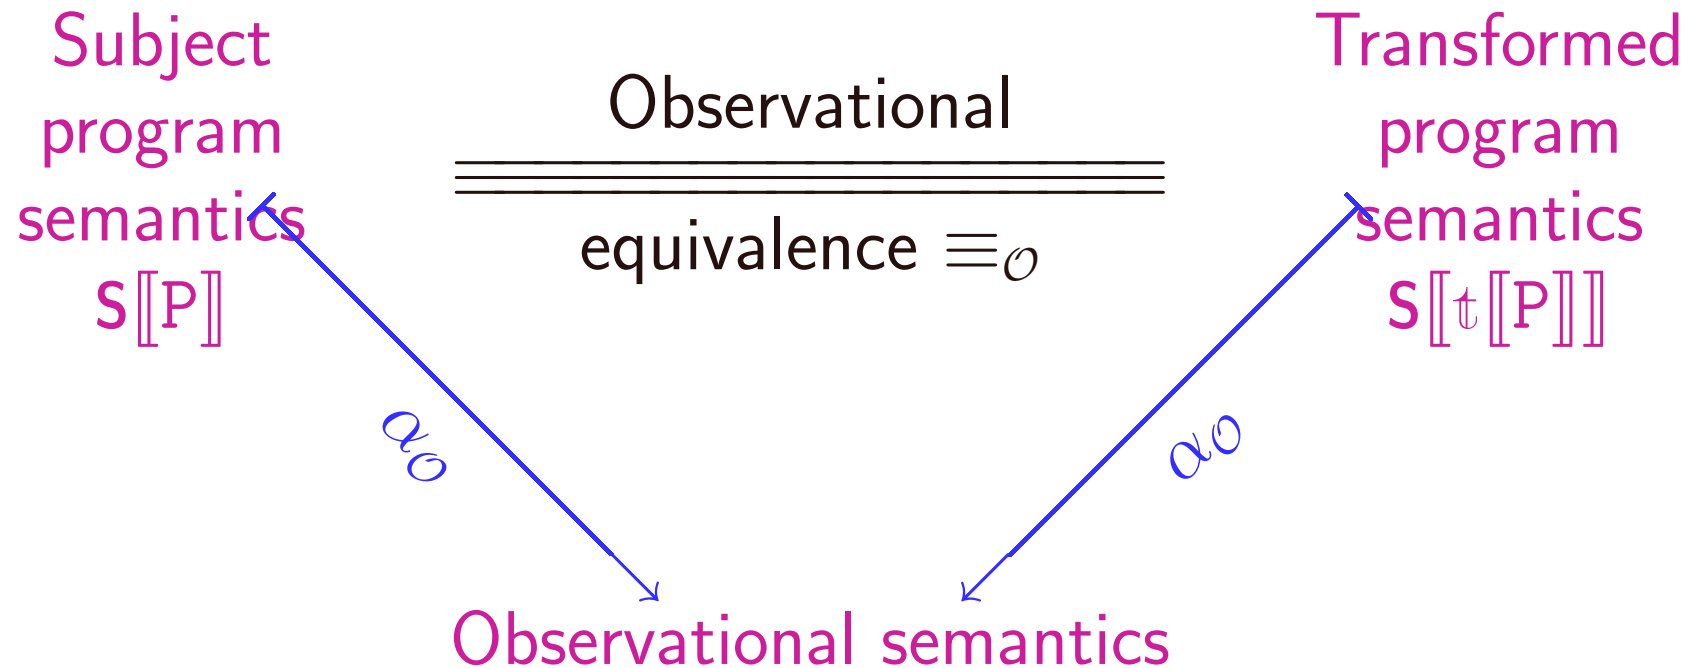 Subject
program
semantics
S⟦P⟧
Observational
equivalence ≡𝒪
Transformed
program
semantics
S⟦𝕥⟦P⟧⟧
α𝒪
α𝒪
Observational semantics